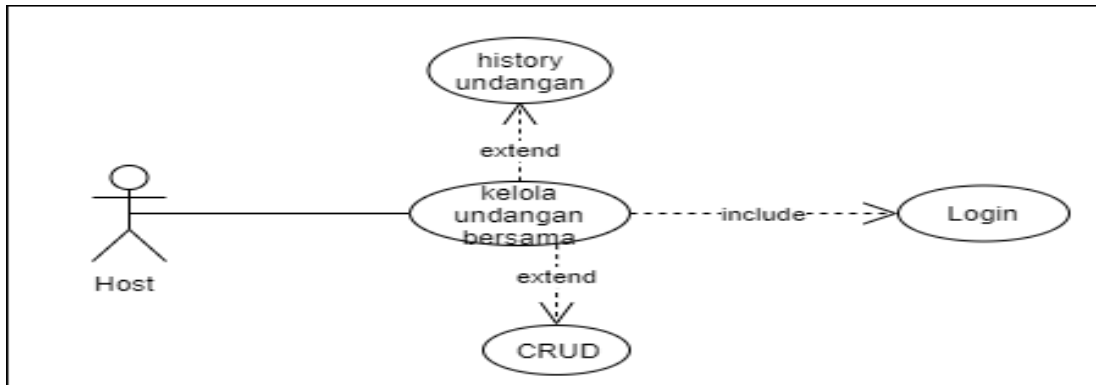 history
undangan
extend
kelola
undangan
bersama
include
Login
extend
Host
CRUD